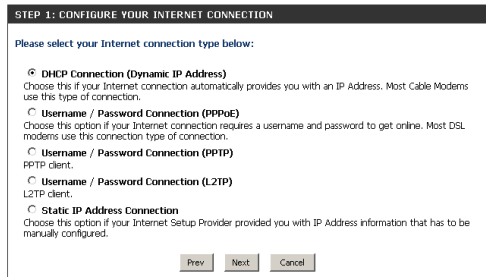 STEP 1: CONFIGURE YOUR INTERNET CONNECTION
Please select your Internet connection type below:
DHCP Connection (Dynamic IP Address)
Choose this if your Internet connection automatically provides you with an IP Address. Most Cable Modems
use this type of connection.
Username / Password Connection (PPPoE)
Choose this option if your Internet connection requires a username and password to get online. Most DSL
modems use this connection type of connection.
Username / Password Connection (PPTP)
PPTP client.
Username / Password Connection (L2TP)
L2TP client.
Static IP Address Connection
Choose this option if your Internet Setup Provider provided you with IP Address information that has to be
manually configured.
Prev Next Cancel